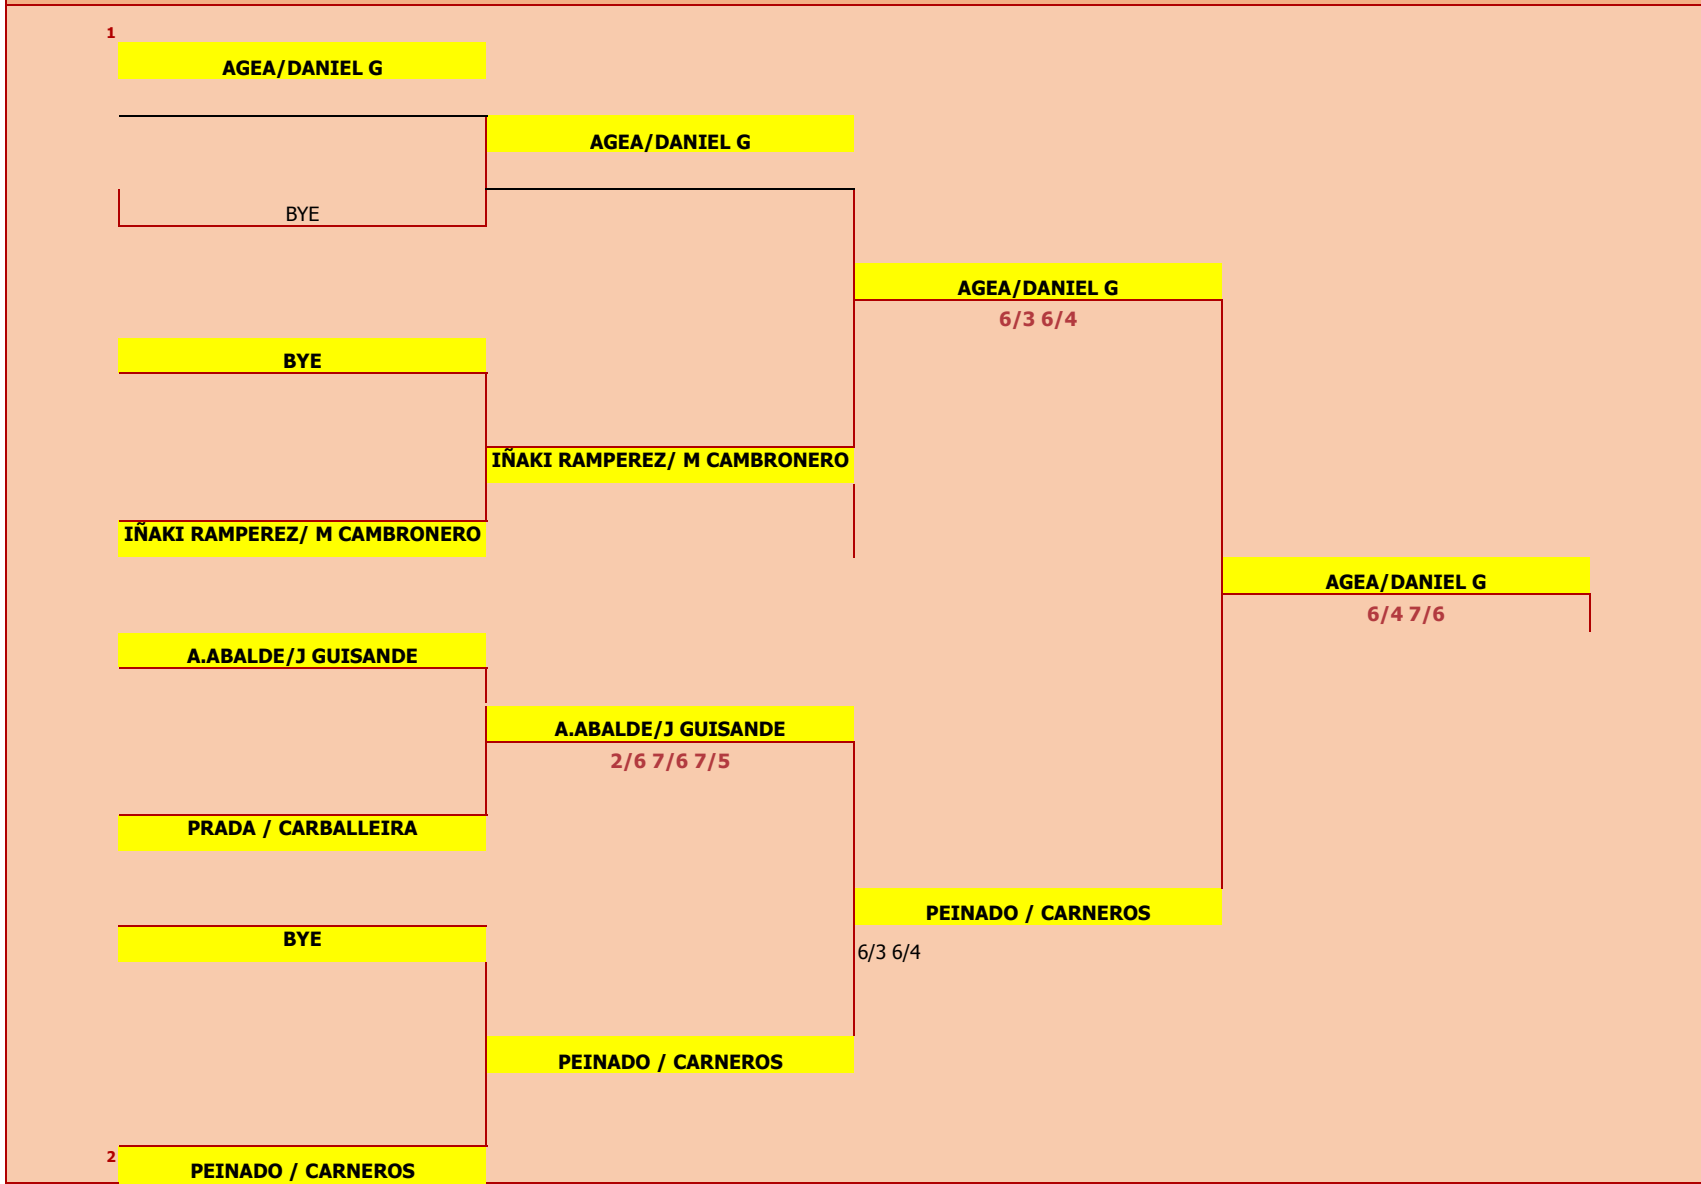 1
AGEA/DANIEL G
AGEA/DANIEL G
BYE
AGEA/DANIEL G
6/3 6/4
BYE
IÑAKI RAMPEREZ/ M CAMBRONERO
IÑAKI RAMPEREZ/ M CAMBRONERO
AGEA/DANIEL G
6/4 7/6
A.ABALDE/J GUISANDE
A.ABALDE/J GUISANDE
2/6 7/6 7/5
PRADA / CARBALLEIRA
PEINADO / CARNEROS
BYE
6/3 6/4
PEINADO / CARNEROS
2
PEINADO / CARNEROS